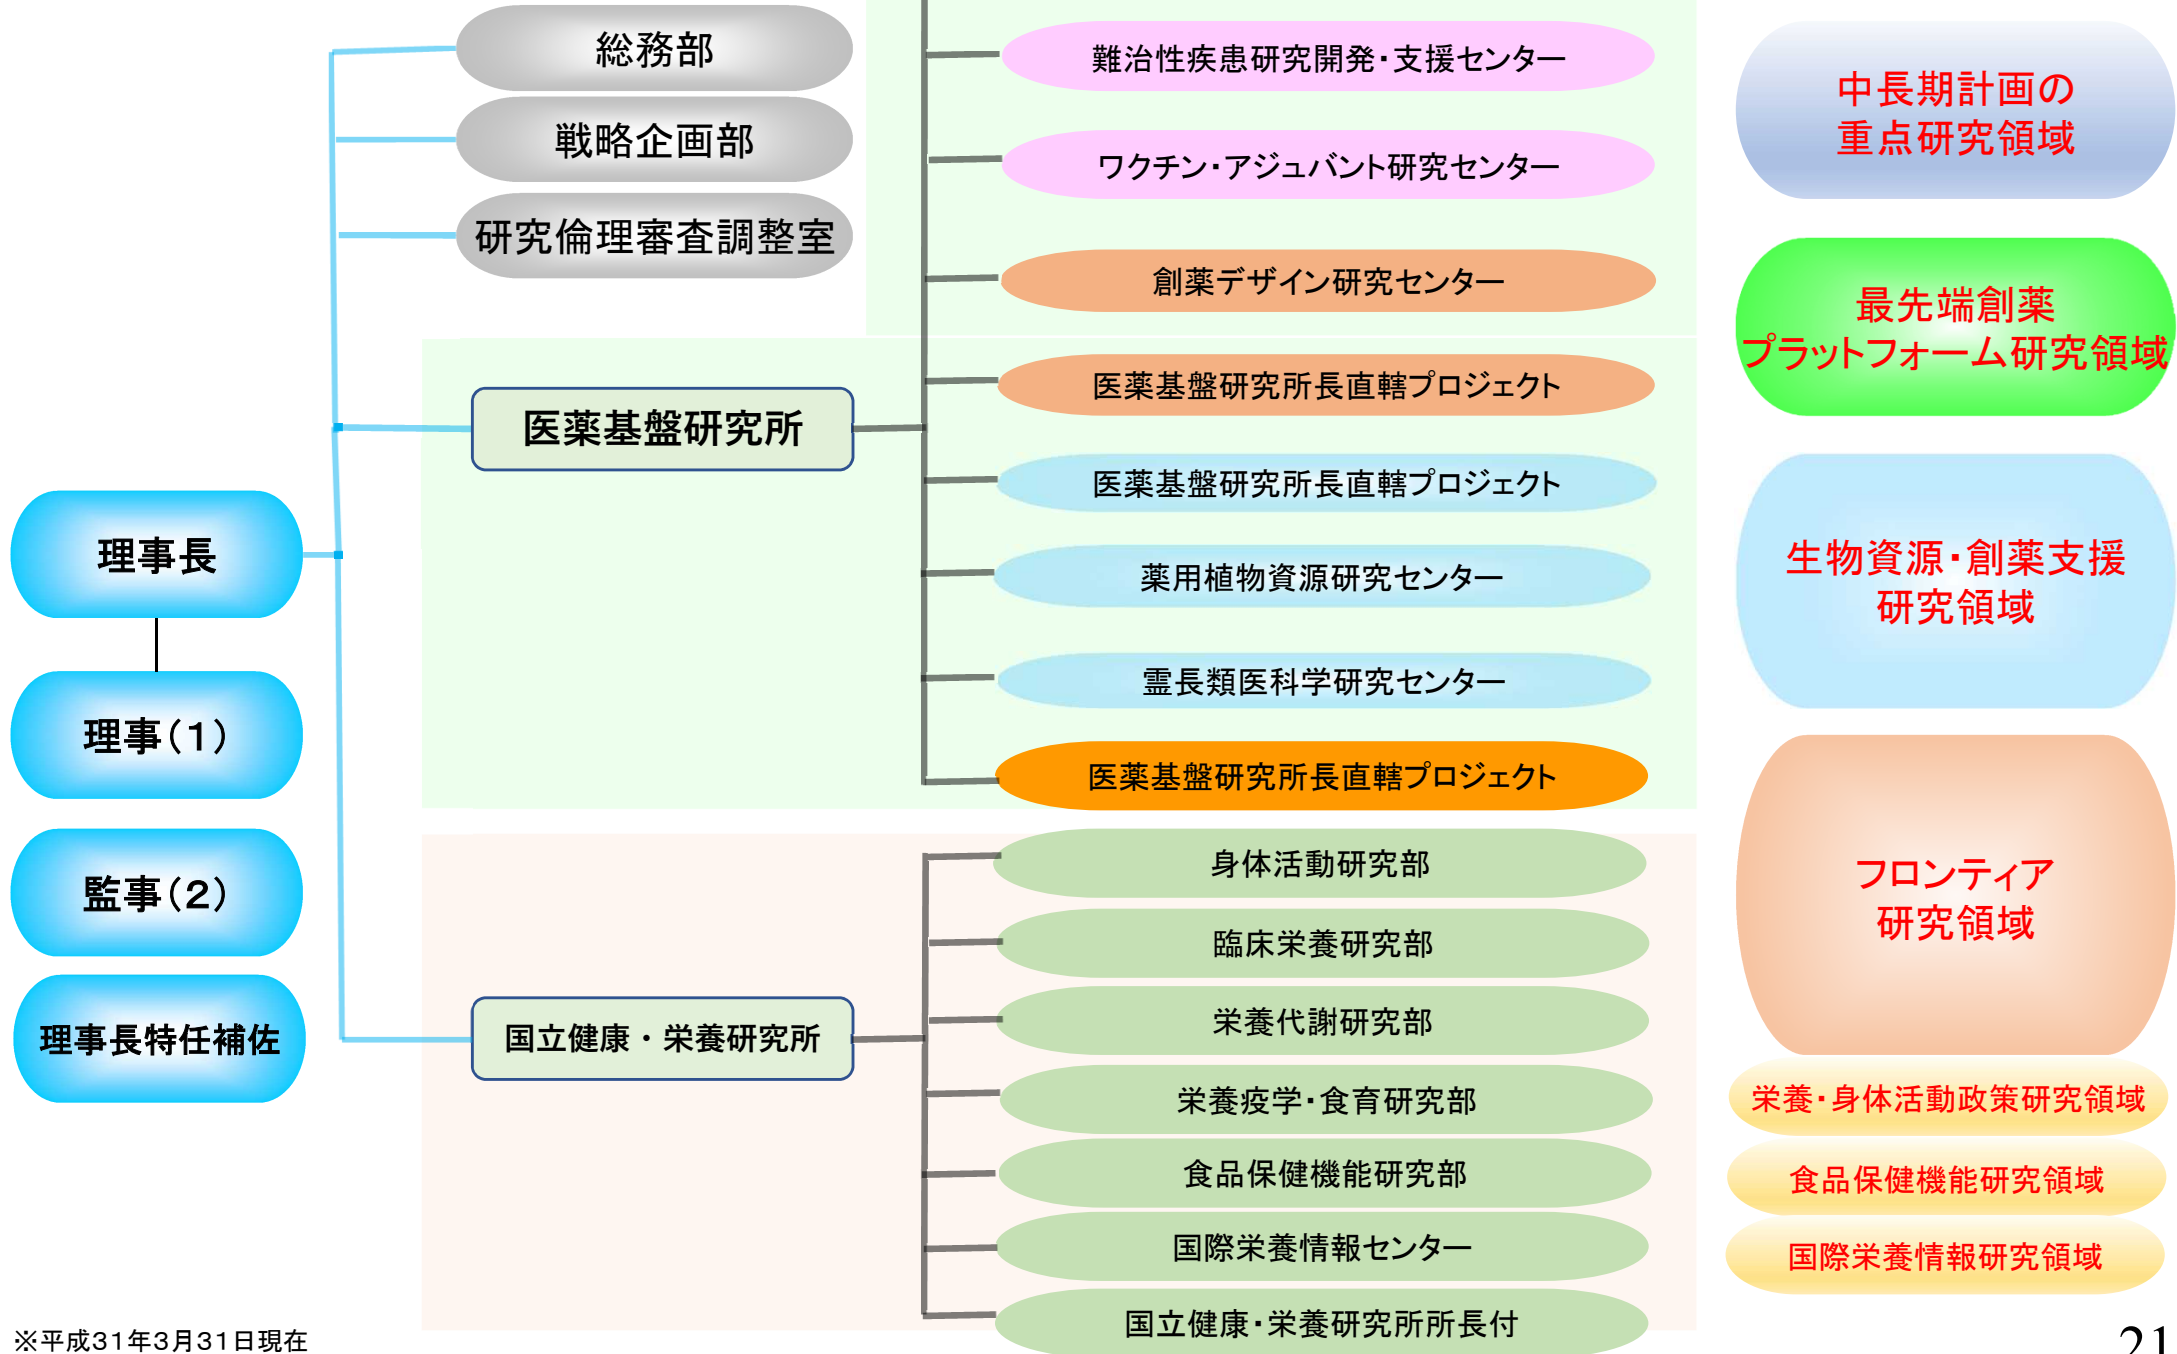 総務部
戦略企画部
研究倫理審査調整室
難治性疾患研究開発・支援センター
ワクチン・アジュバント研究センター
創薬デザイン研究センター
医薬基盤研究所
医薬基盤研究所長直轄プロジェクト
医薬基盤研究所長直轄プロジェクト
薬用植物資源研究センター
霊長類医科学研究センター
医薬基盤研究所長直轄プロジェクト
理事長
理事(1)
監事(2)
理事長特任補佐
国立健康・栄養研究所
身体活動研究部
臨床栄養研究部
栄養代謝研究部
栄養疫学・食育研究部
食品保健機能研究部
国際栄養情報センター
国立健康・栄養研究所所長付
中長期計画の
重点研究領域
最先端創薬
プラットフォーム研究領域
生物資源・創薬支援
研究領域
フロンティア
研究領域
栄養・身体活動政策研究領域
食品保健機能研究領域
国際栄養情報研究領域
※平成31年3月31日現在
21